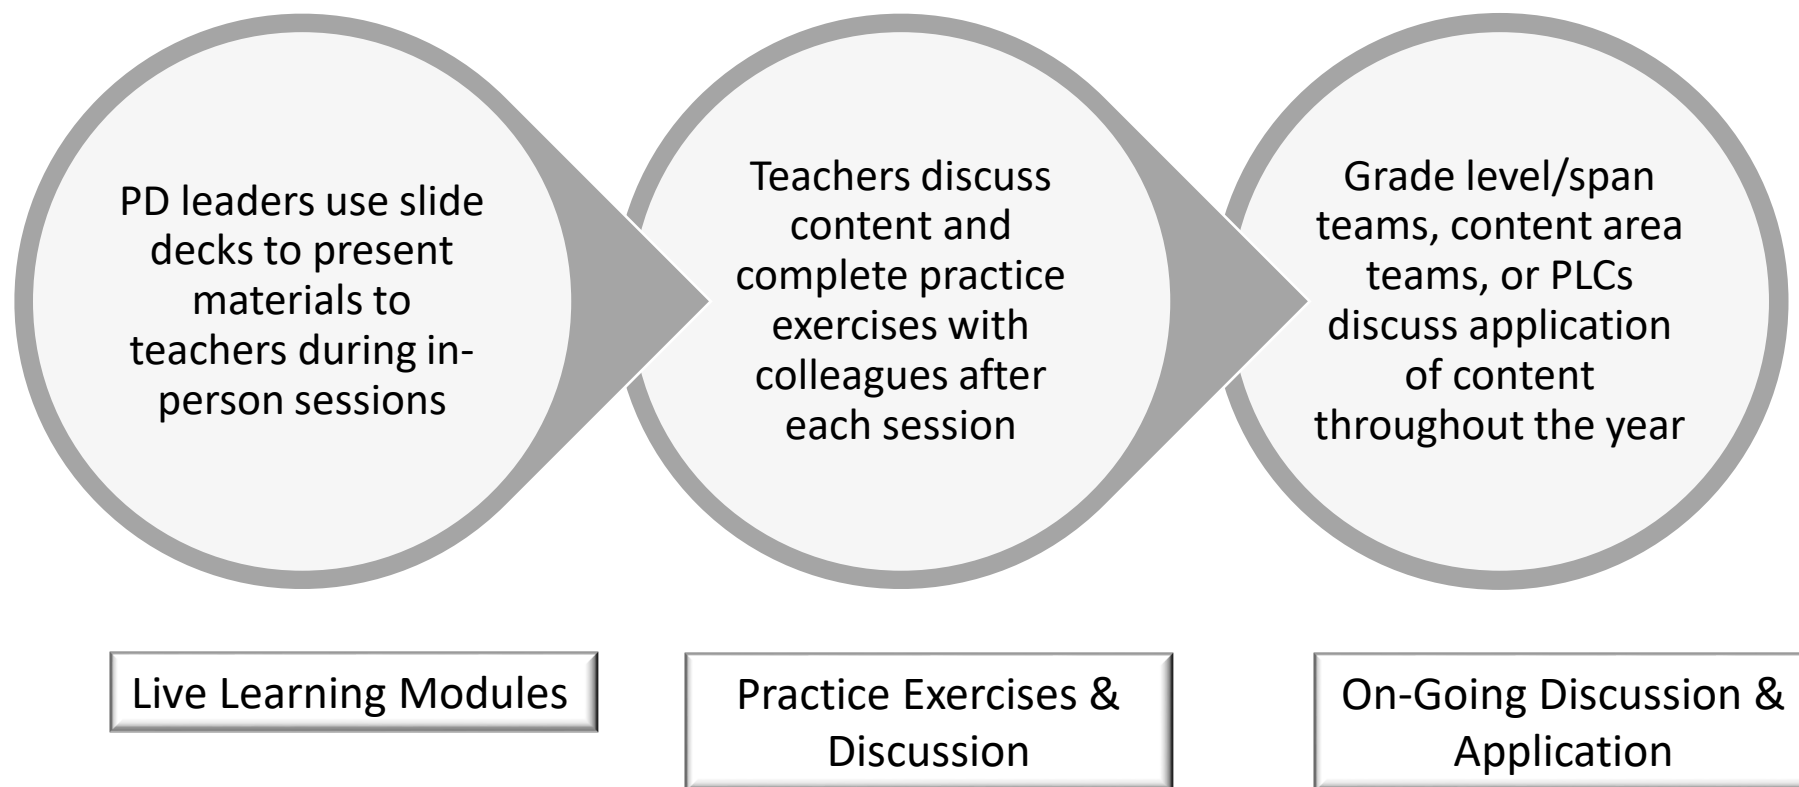 PD leaders use slide
decks to present
materials to
teachers during in-
person sessions
Teachers discuss
content and
complete practice
exercises with
colleagues after
each session
Grade level/span
teams, content area
teams, or PLCs
discuss application
of content
throughout the year
Live Learning Modules
Practice Exercises &
Discussion
On-Going Discussion &
Application